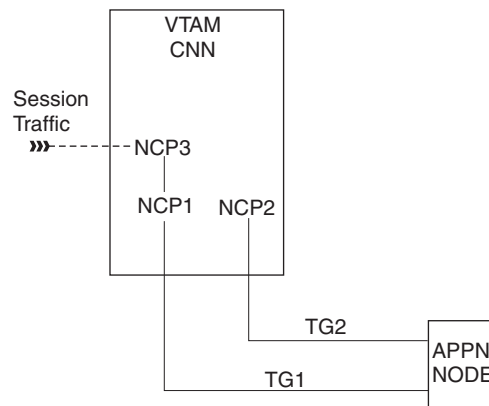 VTAM
CNN
Session
Traffic
NCP3
NCP1
NCP2
TG2
APPN
NODE
TG1